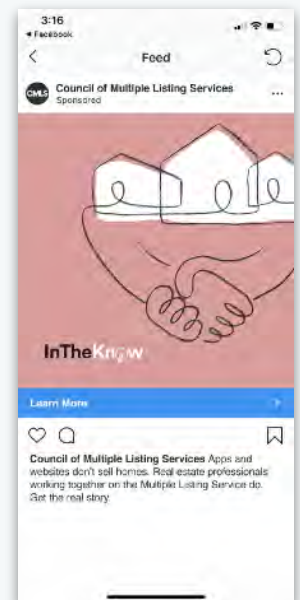 3:16
◂ Facebook
Feed
CMLS
Council of Multiple Listing Services
Sponsored
InTheKnow
Learn More
Council of Multiple Listing Services Apps and
websites don't sell homes. Real estate professionals
working together on the Multiple Listing Service do.
Get the real story.